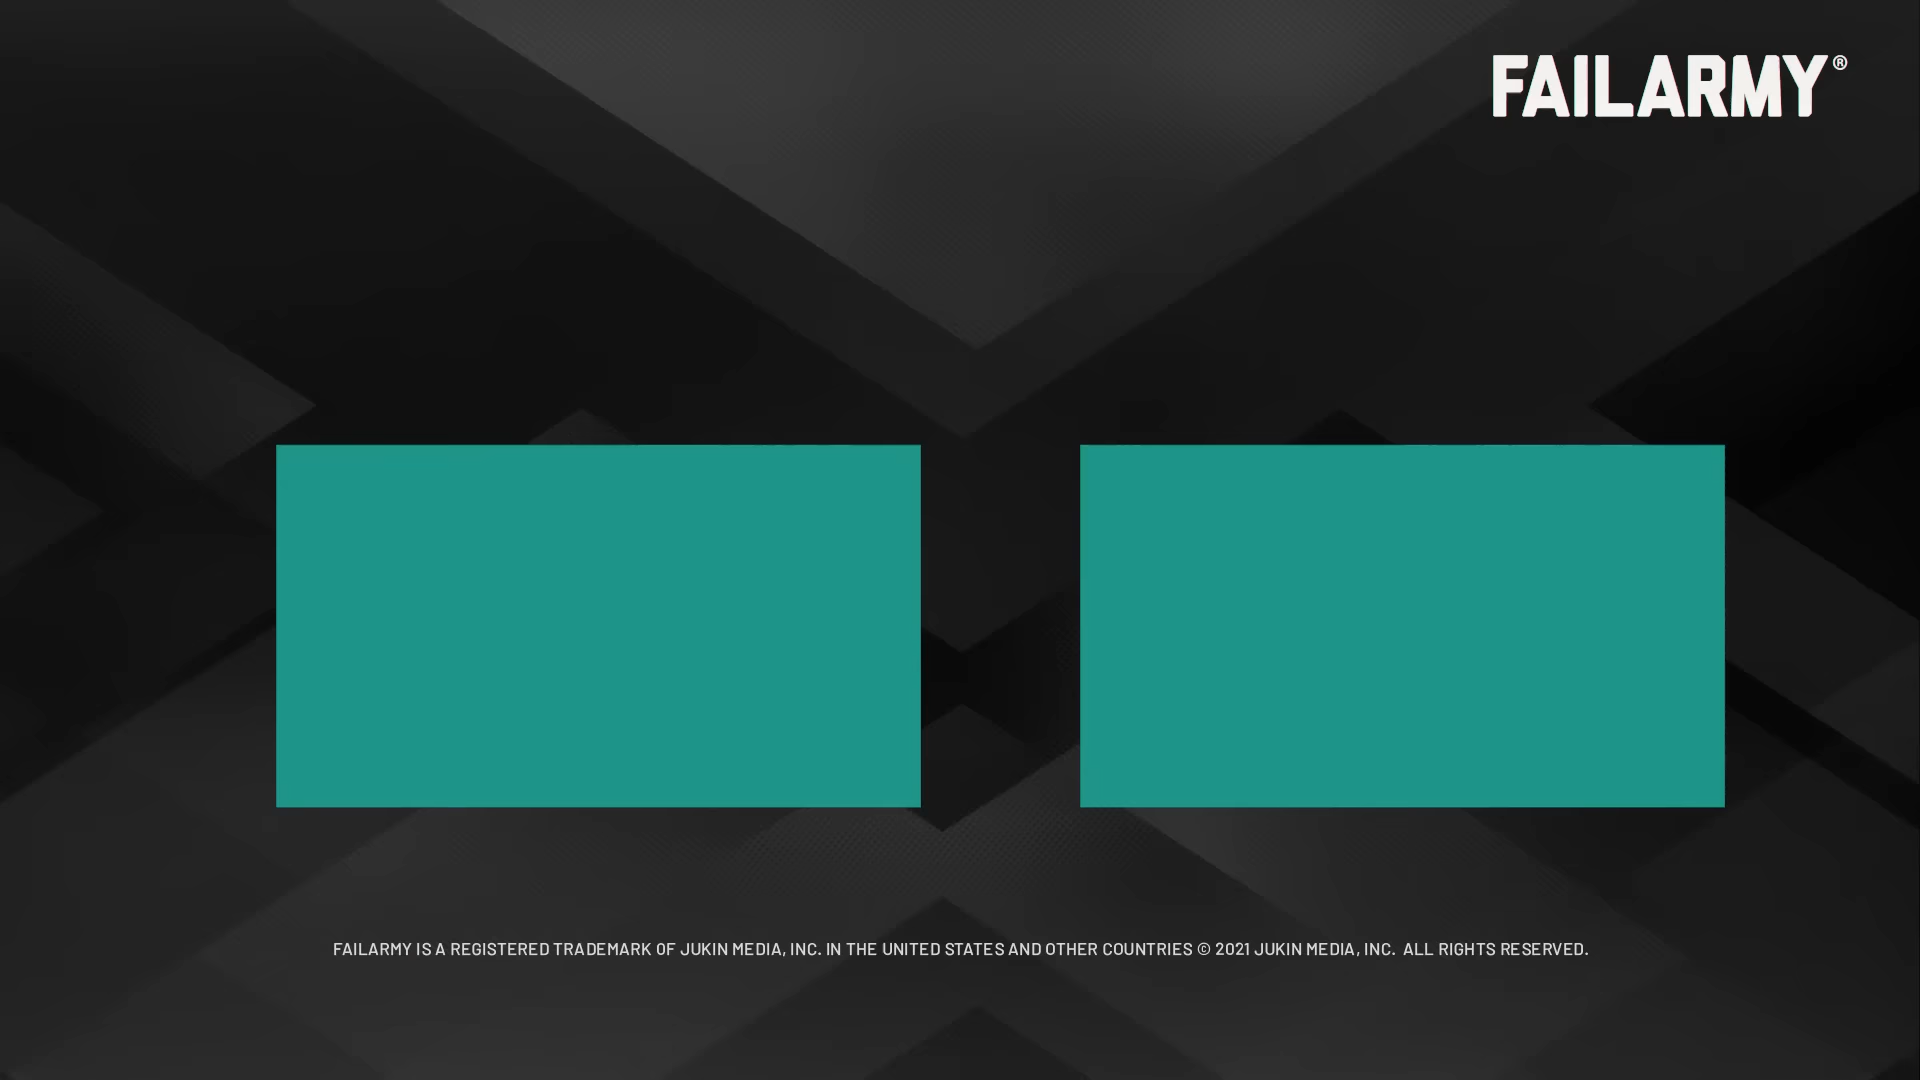 FAILARMY®
FAILARMY IS A REGISTERED TRADEMARK OF JUKIN MEDIA, INC. IN THE UNITED STATES AND OTHER COUNTRIES © 2021 JUKIN MEDIA, INC. ALL RIGHTS RESERVED.